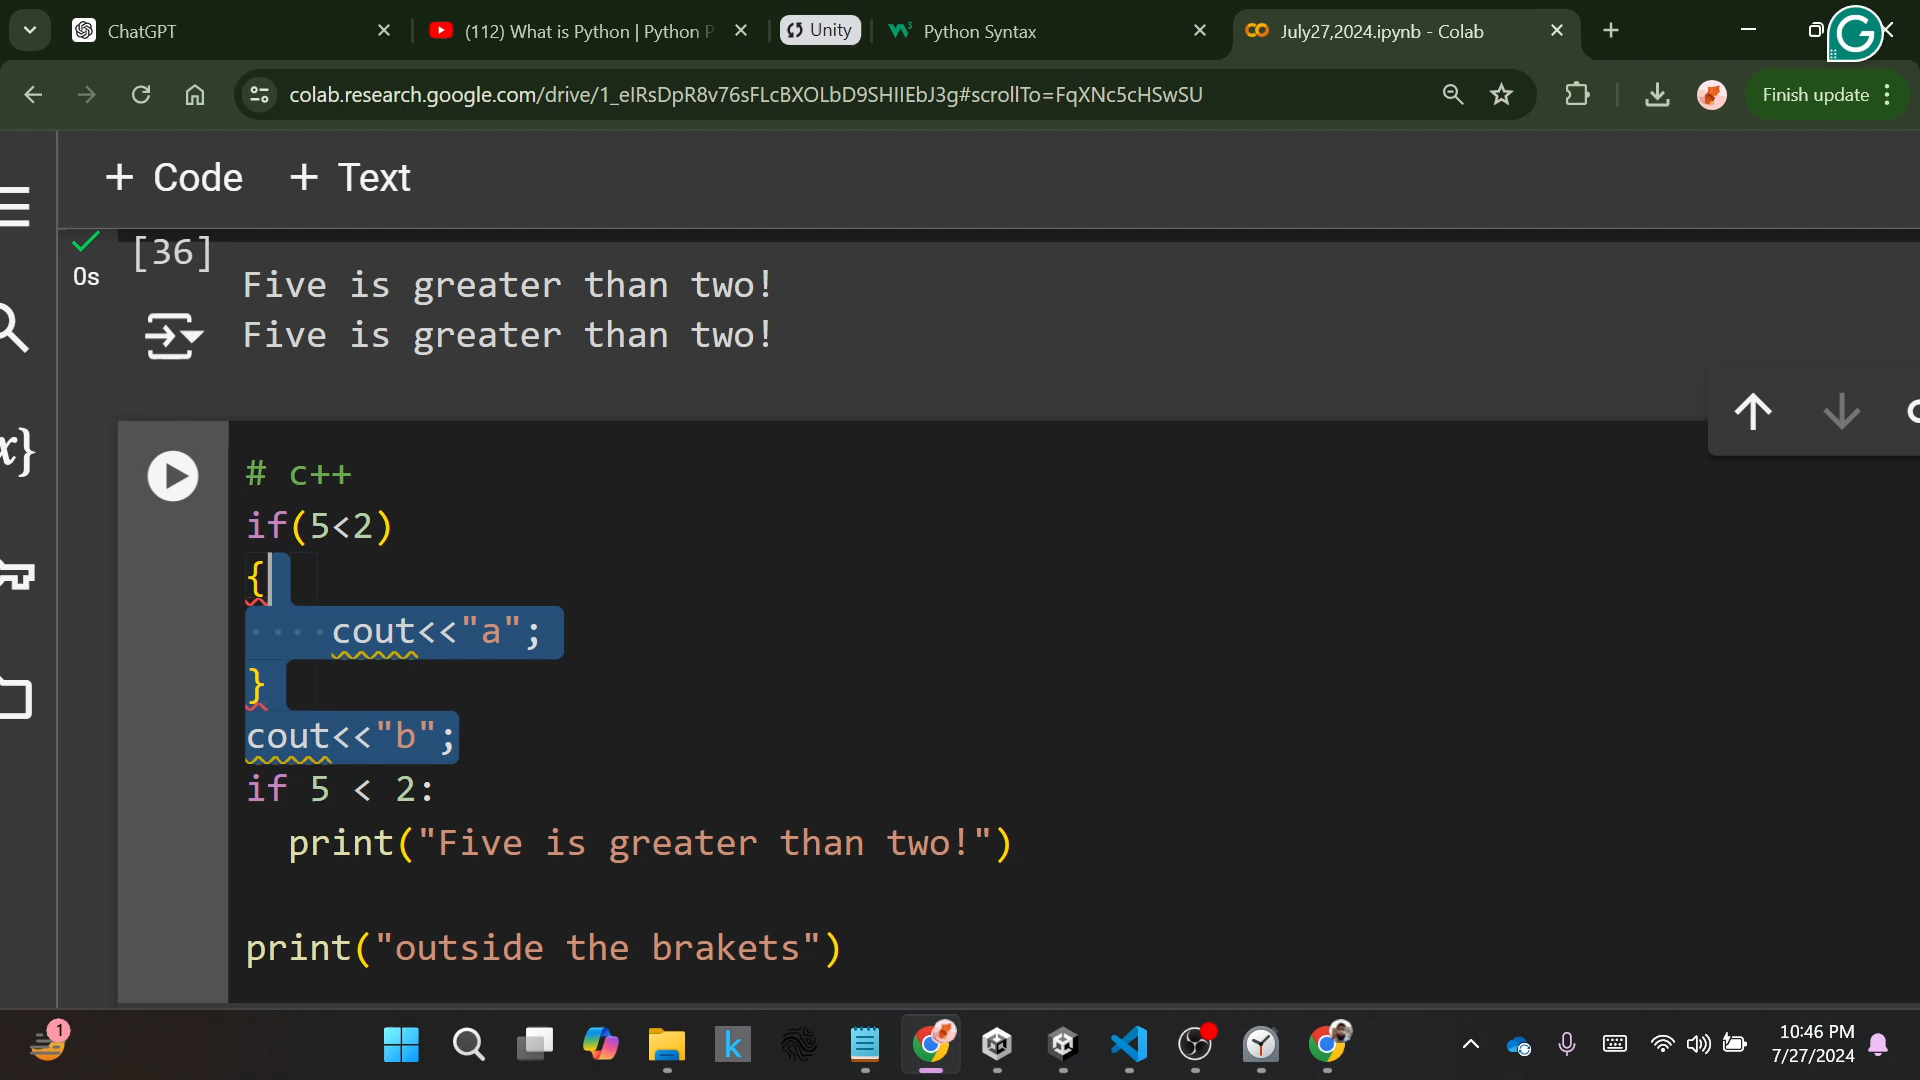 ChatGPT
(112) What is Python | Python P
Unity
Python Syntax
July27,2024.ipynb - Colab
colab.research.google.com/drive/1_eIRsDpR8v76sFLcBXOLbD9SHIIEbJ3g#scrollTo=FqXNc5cHSwSU
Finish update
+ Code + Text
[36]
0s
Five is greater than two!
Five is greater than two!
# c++
if(5<2)
{
cout<<"a";
}
cout<<"b";
if 5 < 2:
print("Five is greater than two!")
print("outside the brakets")
1
10:46 PM
7/27/2024